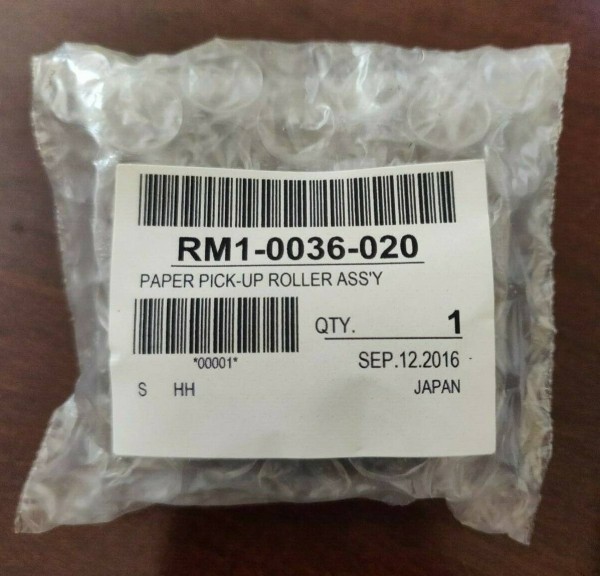 RM1-0036-020
PAPER PICK-UP ROLLER ASS'Y
QTY. 1
*00001*
SEP.12.2016
S HH
JAPAN